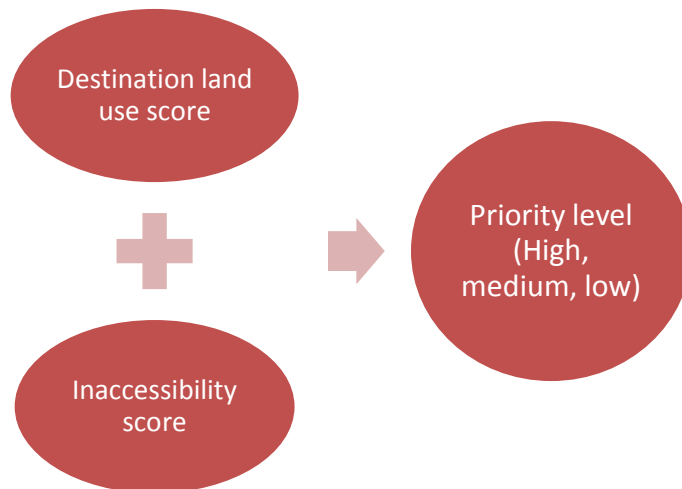 Destination land
use score
Inaccessibility
score
Priority level
(High,
medium, low)